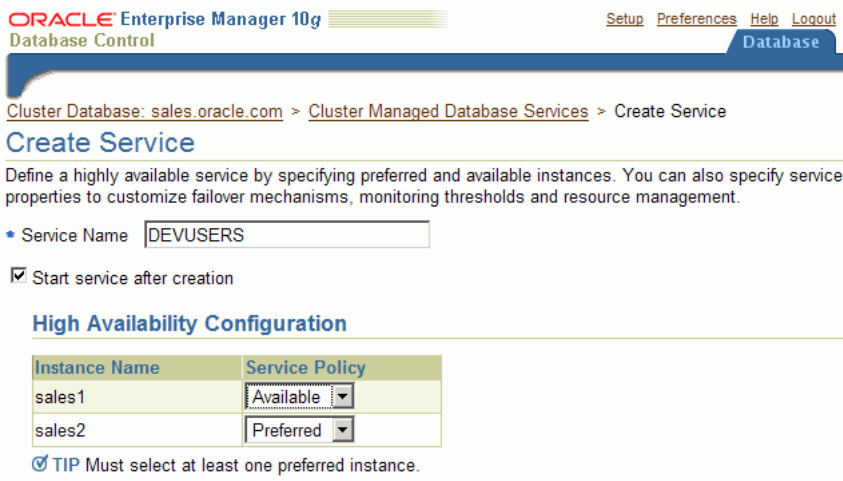 ORACLE Enterprise Manager 10g
Database Control
Setup Preferences Help Logout
Database
Cluster Database: sales.oracle.com > Cluster Managed Database Services > Create Service
Create Service
Define a highly available service by specifying preferred and available instances. You can also specify service
properties to customize failover mechanisms, monitoring thresholds and resource management.
* Service Name DEVUSERS
Start service after creation
High Availability Configuration
Instance Name Service Policy
sales1 Available
sales2 Preferred
TIP Must select at least one preferred instance.